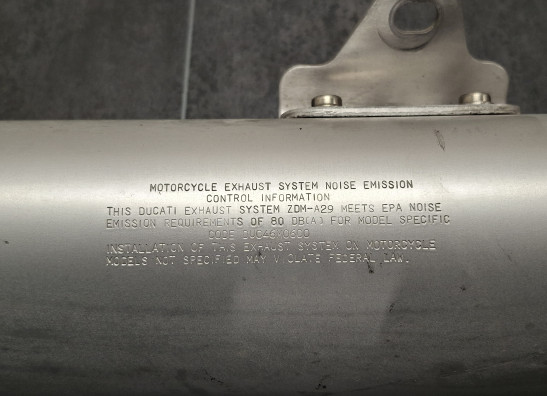 MOTORCYCLE EXHAUST SYSTEM NOISE EMISSION
CONTROL INFORMATION
THIS DUCATI EXHAUST SYSTEM ZDM-A29 MEETS EPA NOISE
EMISSION REQUIREMENTS OF 80 DB(A) FOR MODEL SPECIFIC
CODE
INSTALLATION OF THIS EXHAUST SYSTEM ON MOTORCYCLE
MODELS NOT SPECIFIED MAY VIOLATE FEDERAL LAW.